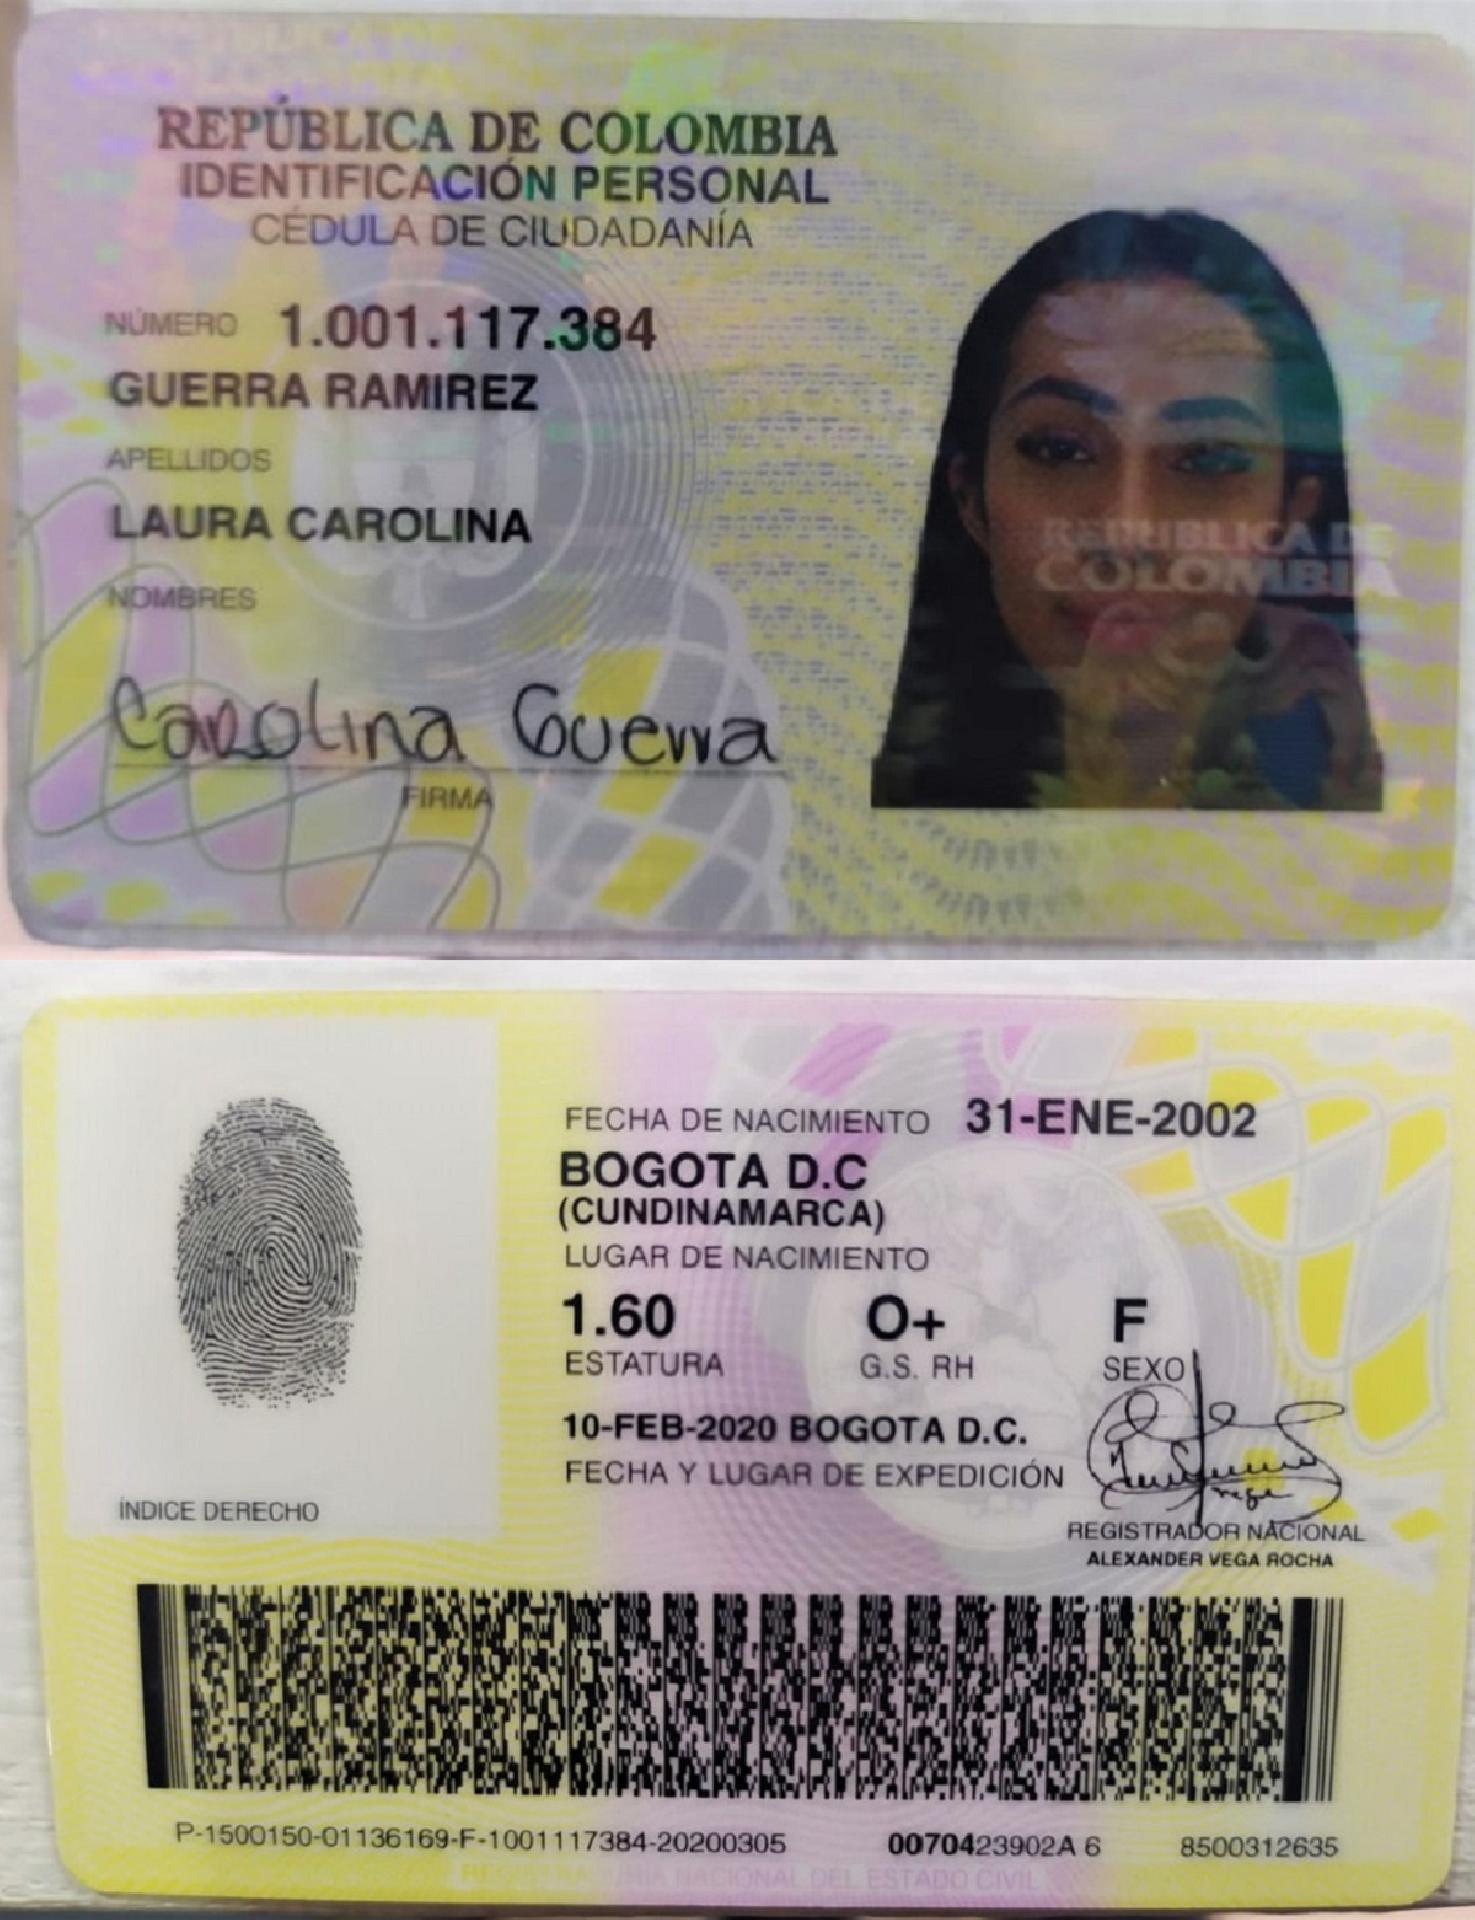 REPÚBLICA DE COLOMBIA
IDENTIFICACIÓN PERSONAL
CÉDULA DE CIUDADANÍA
NÚMERO 1.001.117.384
GUERRA RAMIREZ
APELLIDOS
LAURA CAROLINA
NOMBRES
Carolina Guerra
FIRMA
REPUBLICA DE
COLOMBIA
FECHA DE NACIMIENTO 31-ENE-2002
BOGOTA D.C
(CUNDINAMARCA)
LUGAR DE NACIMIENTO
1.60 O+ F
ESTATURA G.S. RH SEXO
10-FEB-2020 BOGOTA D.C.
FECHA Y LUGAR DE EXPEDICIÓN
ÍNDICE DERECHO
REGISTRADOR NACIONAL
ALEXANDER VEGA ROCHA
P-1500150-01136169-F-1001117384-20200305 0070423902A 6 8500312635
REGISTRADURIA NACIONAL DEL ESTADO CIVIL